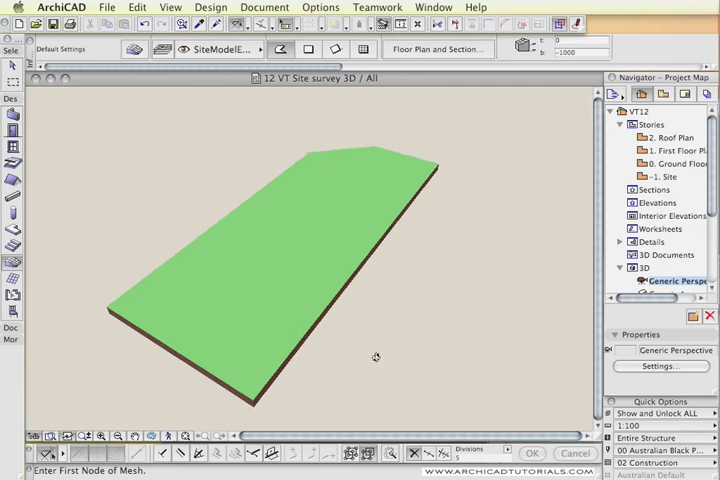 ArchiCAD File Edit View Design Document Options Teamwork Window Help
Sele
Default Settings
SiteModelE...
Floor Plan and Section...
t: 0
b: -1000
Navigator - Project Map
12 VT Site survey 3D / All
Des
VT12
Stories
2. Roof Plan
1. First Floor Pl
0. Ground Floo
-1. Site
Sections
Elevations
Interior Elevations
Worksheets
Details
3D Documents
3D
Generic Perspe
Properties
Generic Perspective
Settings...
Doc
Mor
Quick Options
Show and Unlock ALL
1:100
Entire Structure
00 Australian Black P...
02 Construction
Australian Default
Divisions
5
OK
Cancel
Enter First Node of Mesh.
WWW.ARCHICADTUTORIALS.COM